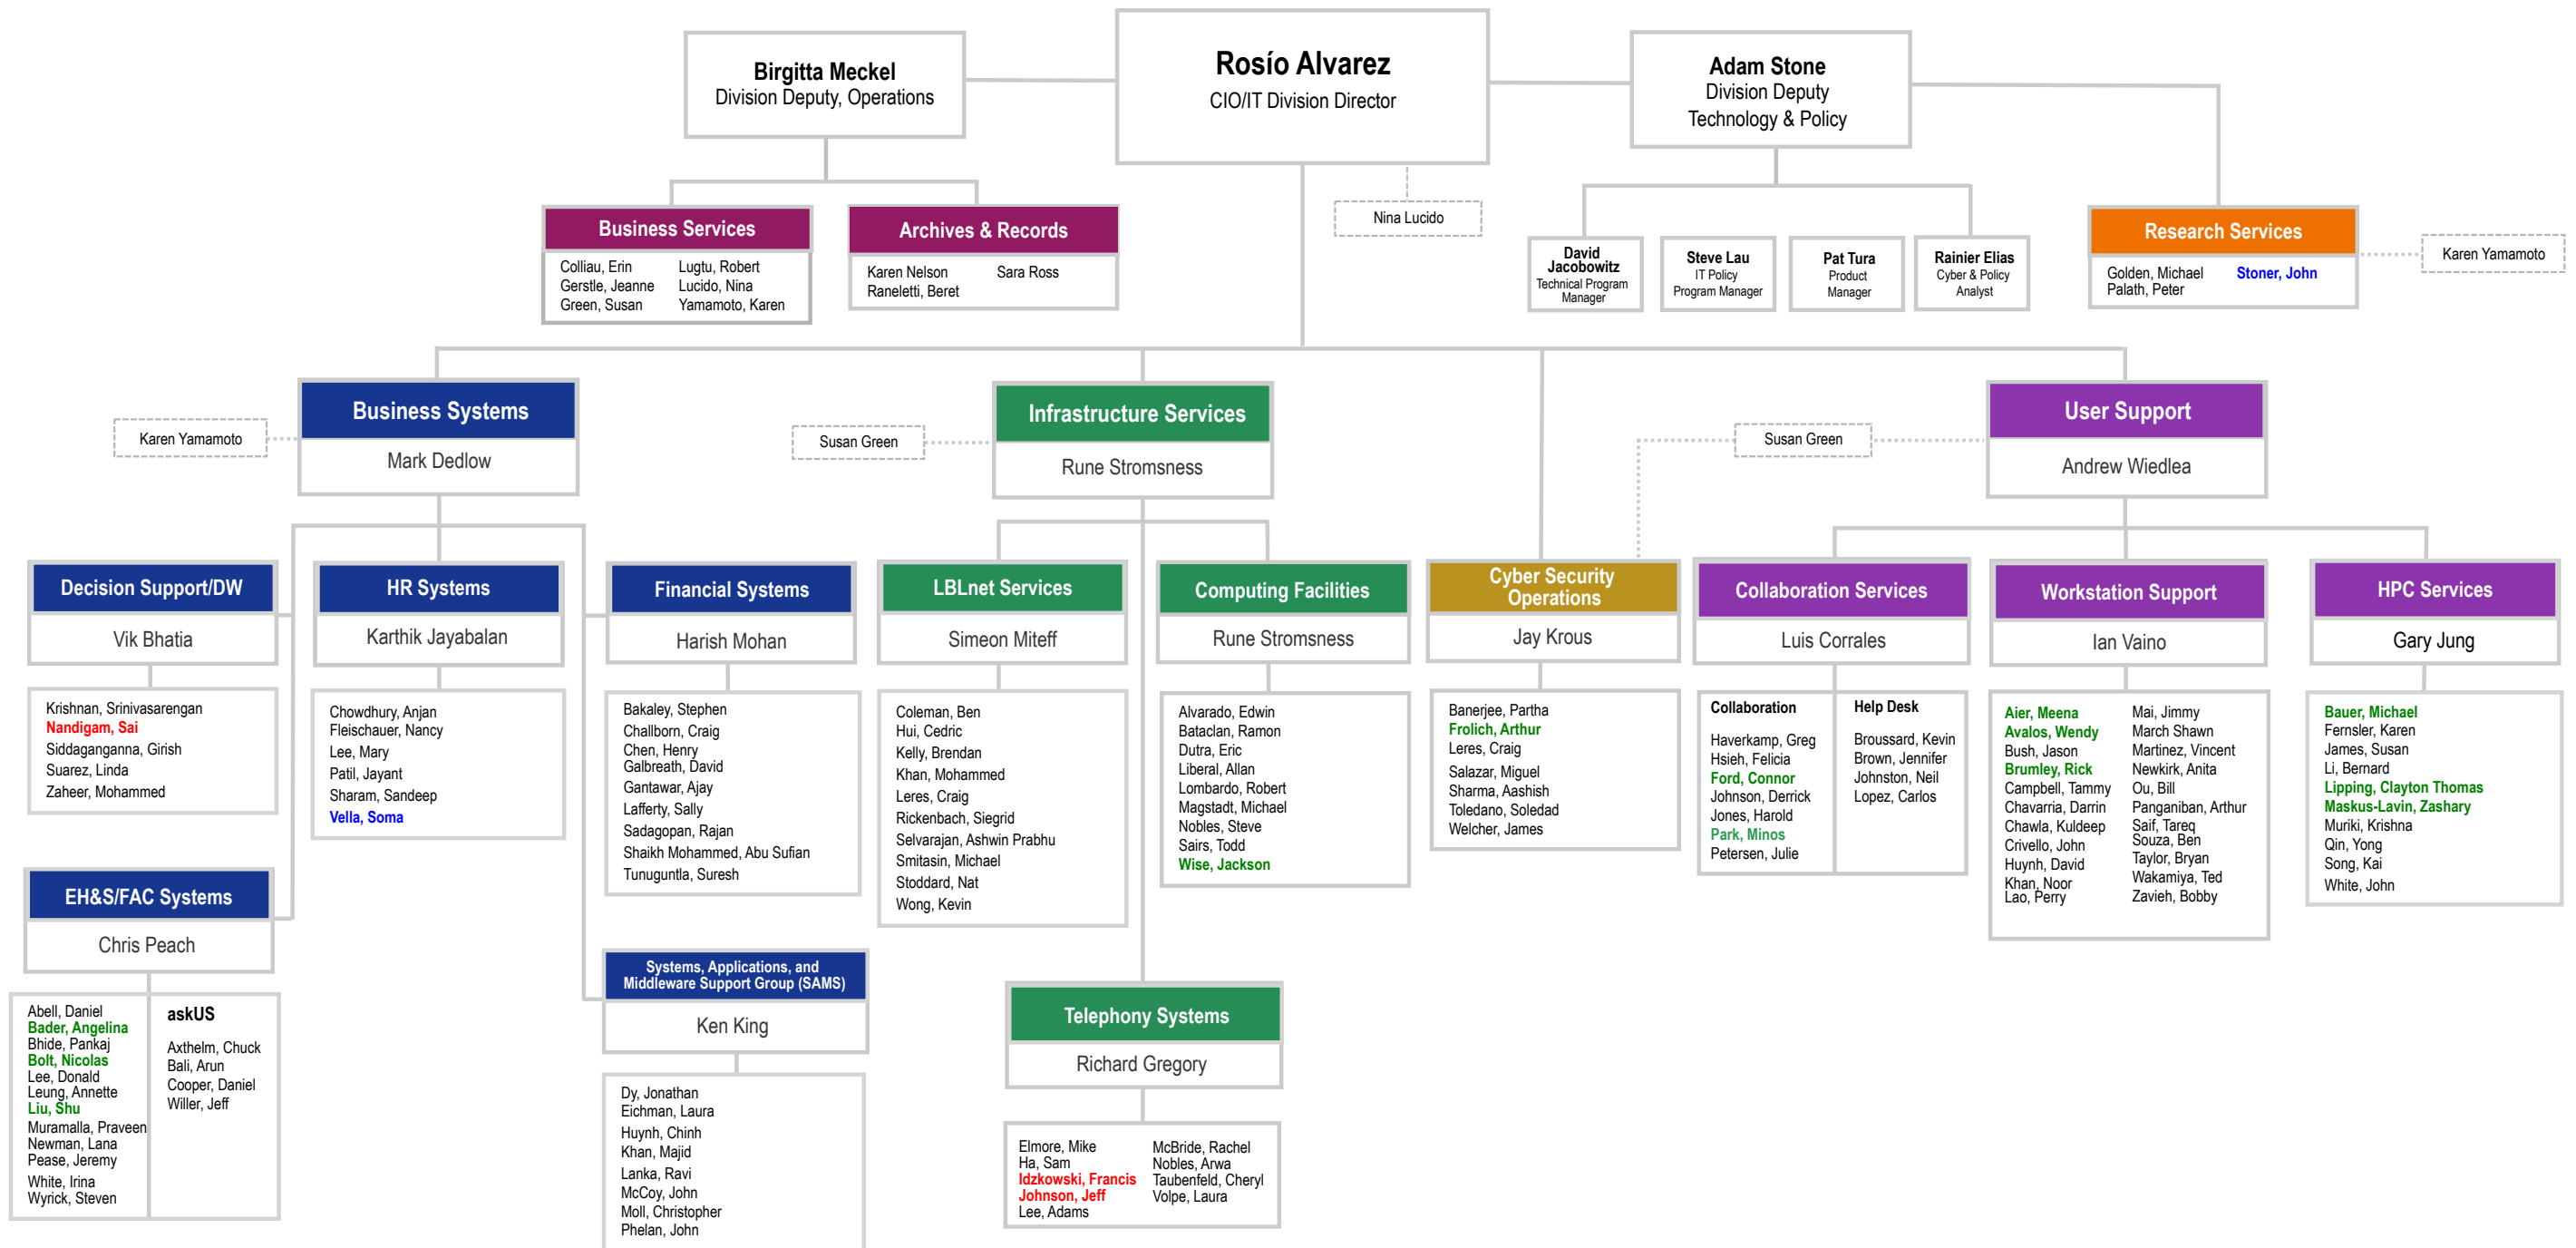 Birgitta Meckel
Division Deputy, Operations
Rosío Alvarez
CIO/IT Division Director
Adam Stone
Division Deputy
Technology & Policy
Nina Lucido
Business Services
Colliau, Erin
Gerstle, Jeanne
Green, Susan
Lugtu, Robert
Lucido, Nina
Yamamoto, Karen
Archives & Records
Karen Nelson
Raneletti, Beret
Sara Ross
David
Jacobowitz
Technical Program
Manager
Steve Lau
IT Policy
Program Manager
Pat Tura
Product
Manager
Rainier Elias
Cyber & Policy
Analyst
Research Services
Golden, Michael
Palath, Peter
Stoner, John
Karen Yamamoto
Karen Yamamoto
Business Systems
Mark Dedlow
Susan Green
Infrastructure Services
Rune Stromsness
Susan Green
User Support
Andrew Wiedlea
Decision Support/DW
Vik Bhatia
Krishnan, Srinivasarengan
Nandigam, Sai
Siddaganganna, Girish
Suarez, Linda
Zaheer, Mohammed
HR Systems
Karthik Jayabalan
Chowdhury, Anjan
Fleischauer, Nancy
Lee, Mary
Patil, Jayant
Sharam, Sandeep
Vella, Soma
Financial Systems
Harish Mohan
Bakaley, Stephen
Challborn, Craig
Chen, Henry
Galbreath, David
Gantawar, Ajay
Lafferty, Sally
Sadagopan, Rajan
Shaikh Mohammed, Abu Sufian
Tunuguntla, Suresh
LBLnet Services
Simeon Miteff
Coleman, Ben
Hui, Cedric
Kelly, Brendan
Khan, Mohammed
Leres, Craig
Rickenbach, Siegrid
Selvarajan, Ashwin Prabhu
Smitasin, Michael
Stoddard, Nat
Wong, Kevin
Computing Facilities
Rune Stromsness
Alvarado, Edwin
Bataclan, Ramon
Dutra, Eric
Liberal, Allan
Lombardo, Robert
Magstadt, Michael
Nobles, Steve
Sairs, Todd
Wise, Jackson
Cyber Security
Operations
Jay Krous
Banerjee, Partha
Frolich, Arthur
Leres, Craig
Salazar, Miguel
Sharma, Aashish
Toledano, Soledad
Welcher, James
Collaboration Services
Luis Corrales
Collaboration
Haverkamp, Greg
Hsieh, Felicia
Ford, Connor
Johnson, Derrick
Jones, Harold
Park, Minos
Petersen, Julie
Help Desk
Broussard, Kevin
Brown, Jennifer
Johnston, Neil
Lopez, Carlos
Workstation Support
Ian Vaino
Aier, Meena
Avalos, Wendy
Bush, Jason
Brumley, Rick
Campbell, Tammy
Chavarria, Darrin
Chawla, Kuldeep
Crivello, John
Huynh, David
Khan, Noor
Lao, Perry
Mai, Jimmy
March Shawn
Martinez, Vincent
Newkirk, Anita
Ou, Bill
Panganiban, Arthur
Saif, Tareq
Souza, Ben
Taylor, Bryan
Wakamiya, Ted
Zavieh, Bobby
HPC Services
Gary Jung
Bauer, Michael
Fernsler, Karen
James, Susan
Li, Bernard
Lipping, Clayton Thomas
Maskus-Lavin, Zashary
Muriki, Krishna
Qin, Yong
Song, Kai
White, John
EH&S/FAC Systems
Chris Peach
Abell, Daniel
Bader, Angelina
Bhide, Pankaj
Bolt, Nicolas
Lee, Donald
Leung, Annette
Liu, Shu
Muramalla, Praveen
Newman, Lana
Pease, Jeremy
White, Irina
Wyrick, Steven
askUS
Axthelm, Chuck
Bali, Arun
Cooper, Daniel
Willer, Jeff
Systems, Applications, and
Middleware Support Group (SAMS)
Ken King
Dy, Jonathan
Eichman, Laura
Huynh, Chinh
Khan, Majid
Lanka, Ravi
McCoy, John
Moll, Christopher
Phelan, John
Telephony Systems
Richard Gregory
Elmore, Mike
Ha, Sam
Idzkowski, Francis
Johnson, Jeff
Lee, Adams
McBride, Rachel
Nobles, Arwa
Taubenfeld, Cheryl
Volpe, Laura